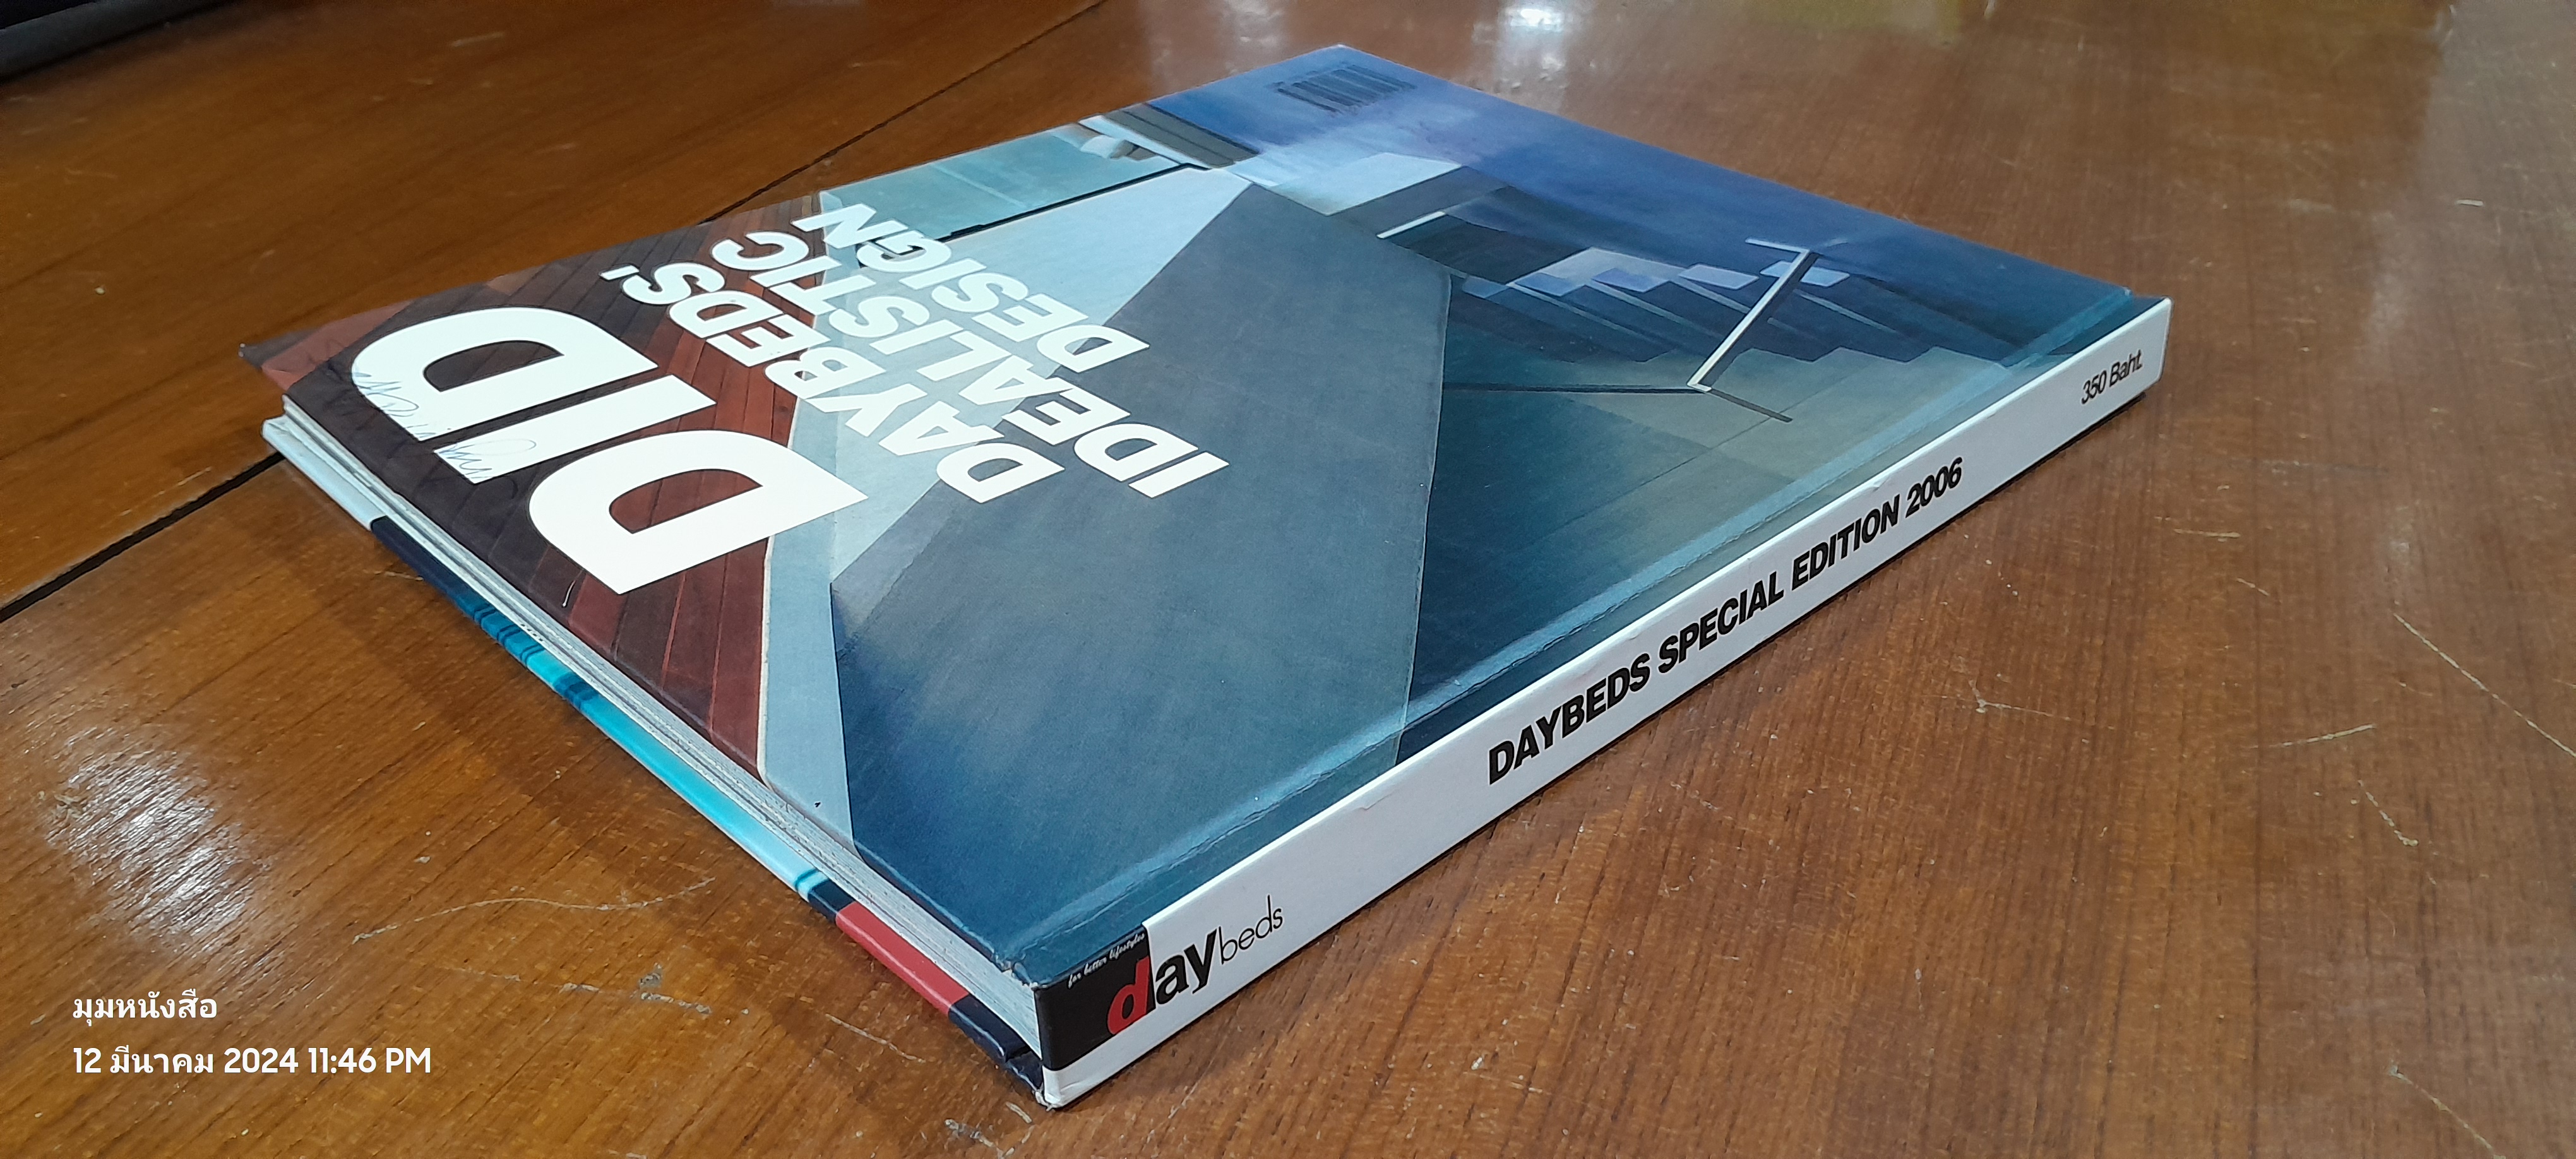 DID
DAYBEDS'
IDEALISTIC
DESIGN
for better lifestyles
daybeds
DAYBEDS SPECIAL EDITION 2006
350 Baht.
มุมหนังสือ
12 มีนาคม 2024 11:46 PM